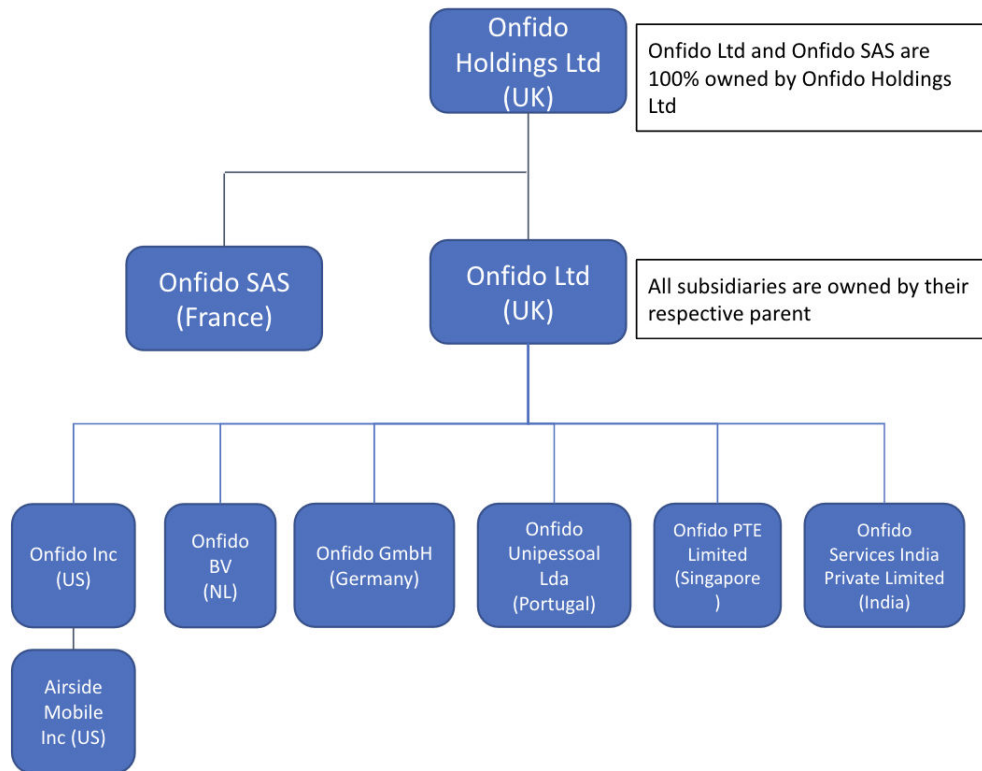 Onfido
Holdings Ltd
(UK)
Onfido Ltd and Onfido SAS are
100% owned by Onfido Holdings
Ltd
Onfido SAS
(France)
Onfido Ltd
(UK)
All subsidiaries are owned by their
respective parent
Onfido Inc
(US)
Onfido
BV
(NL)
Onfido GmbH
(Germany)
Onfido
Unipessoal
Lda
(Portugal)
Onfido PTE
Limited
(Singapore
)
Onfido
Services India
Private Limited
(India)
Airside
Mobile
Inc (US)